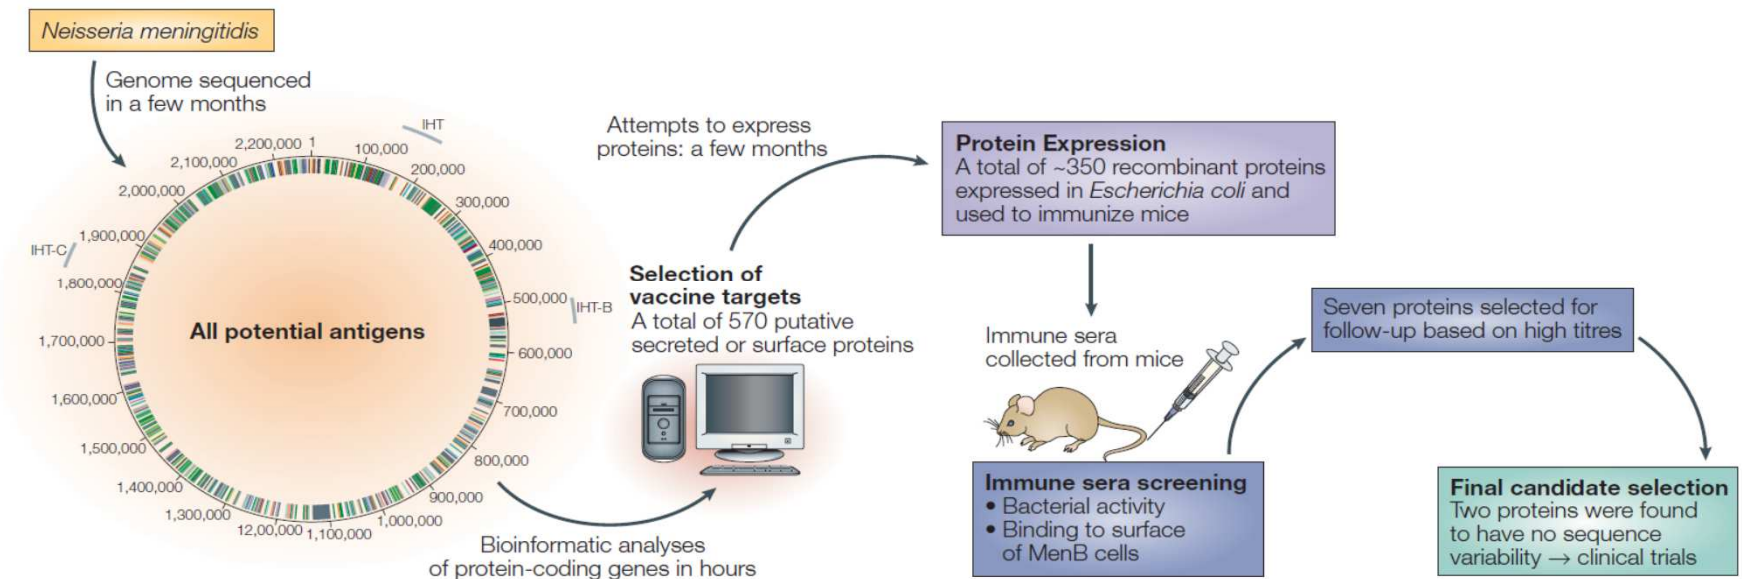 Neisseria meningitidis
Genome sequenced
in a few months
IHT
2,200,000
1
100,000
2,100,000
200,000
2,000,000
300,000
1,900,000
IHT-C
400,000
1,800,000
500,000
IHT-B
All potential antigens
1,700,000
600,000
1,600,000
700,000
1,500,000
800,000
1,400,000
900,000
1,300,000
1,000,000
12,00,000
1,100,000
Bioinformatic analyses
of protein-coding genes in hours
Selection of
vaccine targets
A total of 570 putative
secreted or surface proteins
Attempts to express
proteins: a few months
Protein Expression
A total of ~350 recombinant proteins
expressed in Escherichia coli and
used to immunize mice
Immune sera
collected from mice
Immune sera screening
• Bacterial activity
• Binding to surface
of MenB cells
Seven proteins selected for
follow-up based on high titres
Final candidate selection
Two proteins were found
to have no sequence
variability → clinical trials